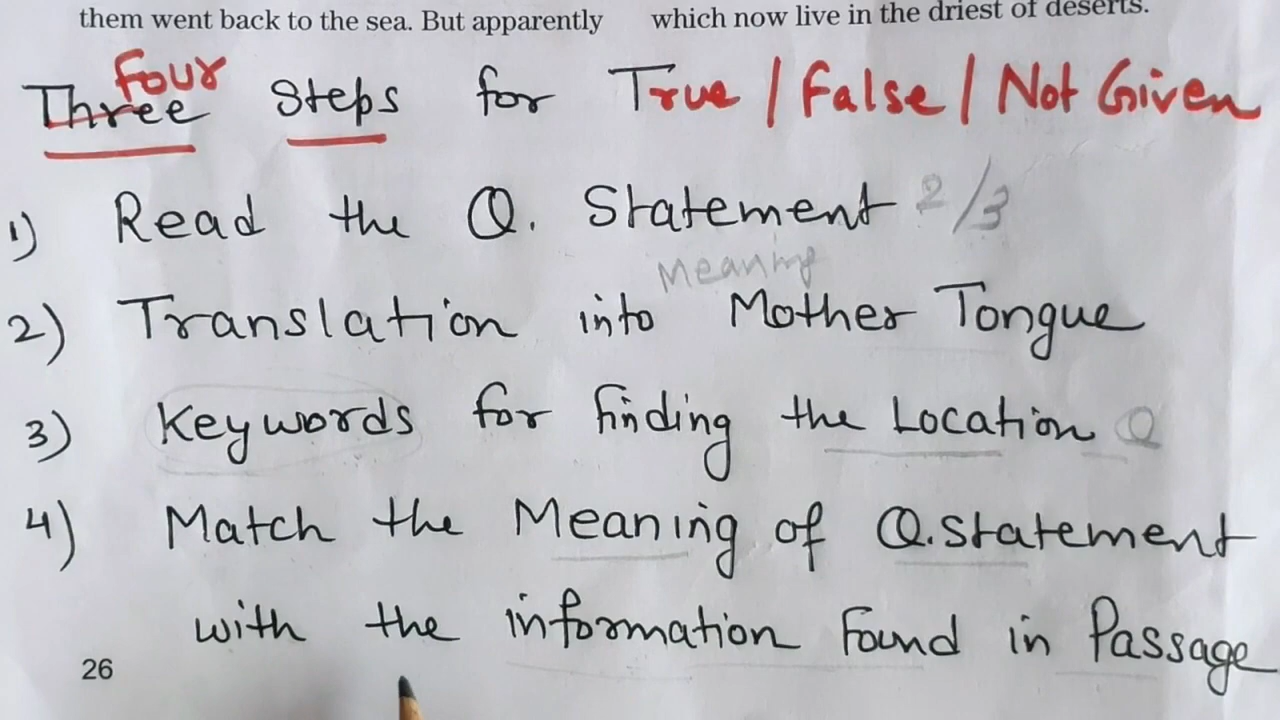 them went back to the sea. But apparently
which now live in the driest of deserts.
Four
Three Steps for True / False / Not Given
1) Read the Q. Statement 2/3
Meaning
2) Translation into Mother Tongue
3) Keywords for finding the Location Q
4) Match the Meaning of Q.statement
with the information found in Passage
26